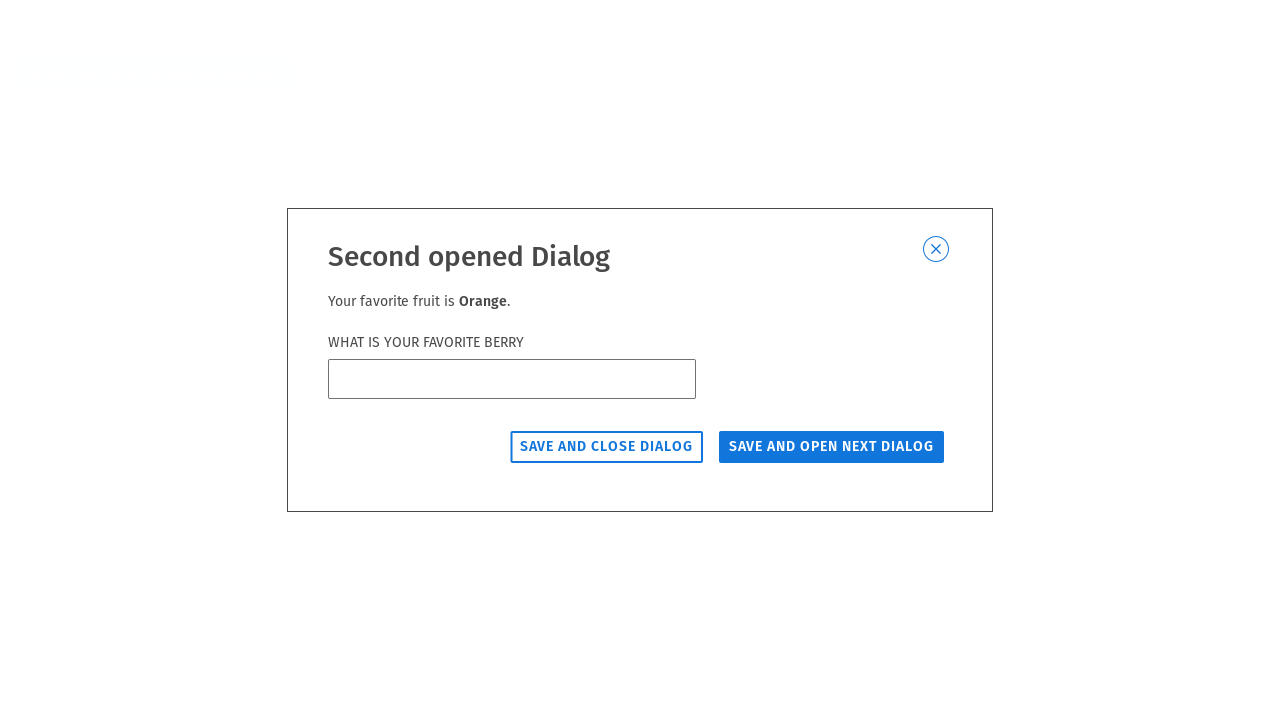 Second opened Dialog
Your favorite fruit is Orange.
WHAT IS YOUR FAVORITE BERRY
SAVE AND CLOSE DIALOG SAVE AND OPEN NEXT DIALOG